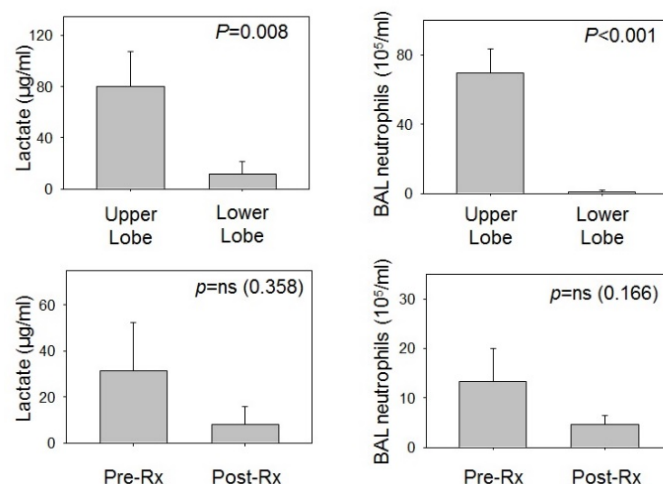 Lactate (µg/ml)
120
80
40
0
P=0.008
Upper
Lobe
Lower
Lobe
BAL neutrophils (10⁵/ml)
80
40
0
P<0.001
Upper
Lobe
Lower
Lobe
Lactate (µg/ml)
60
40
20
0
p=ns (0.358)
Pre-Rx
Post-Rx
BAL neutrophils (10⁵/ml)
30
20
10
0
p=ns (0.166)
Pre-Rx
Post-Rx